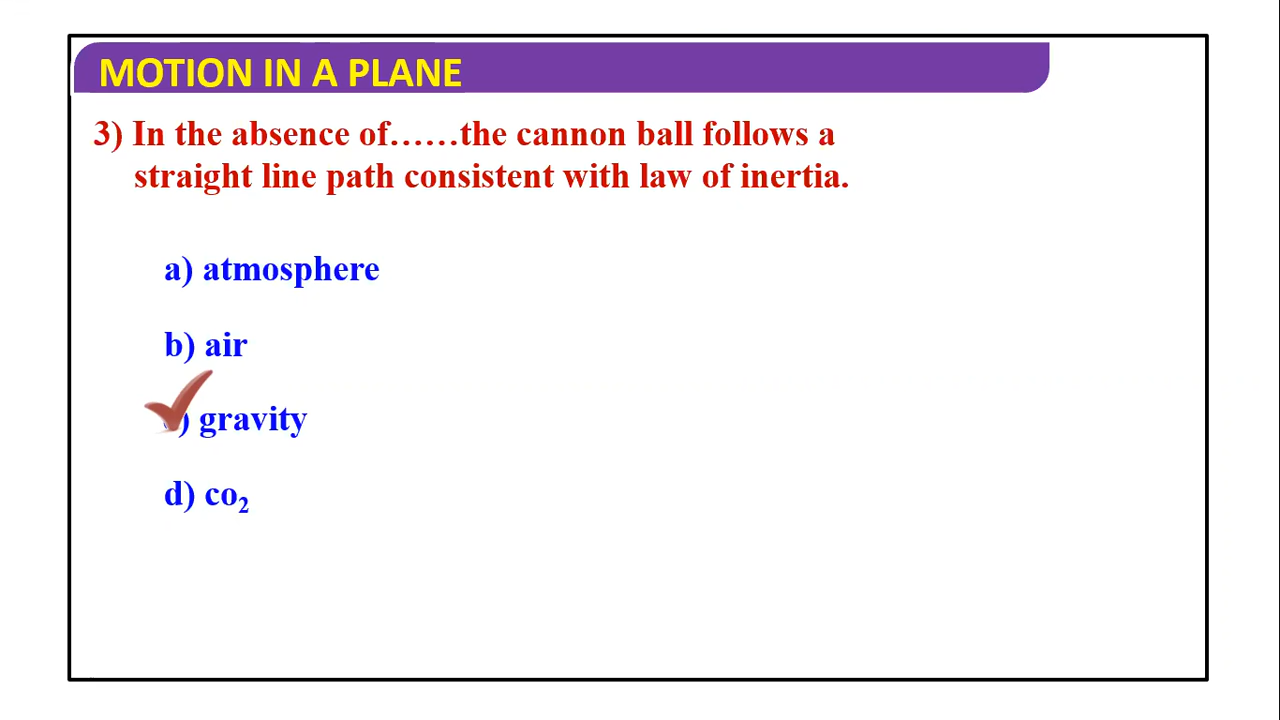 MOTION IN A PLANE
3) In the absence of……the cannon ball follows a
straight line path consistent with law of inertia.
a) atmosphere
b) air
) gravity
d) co₂